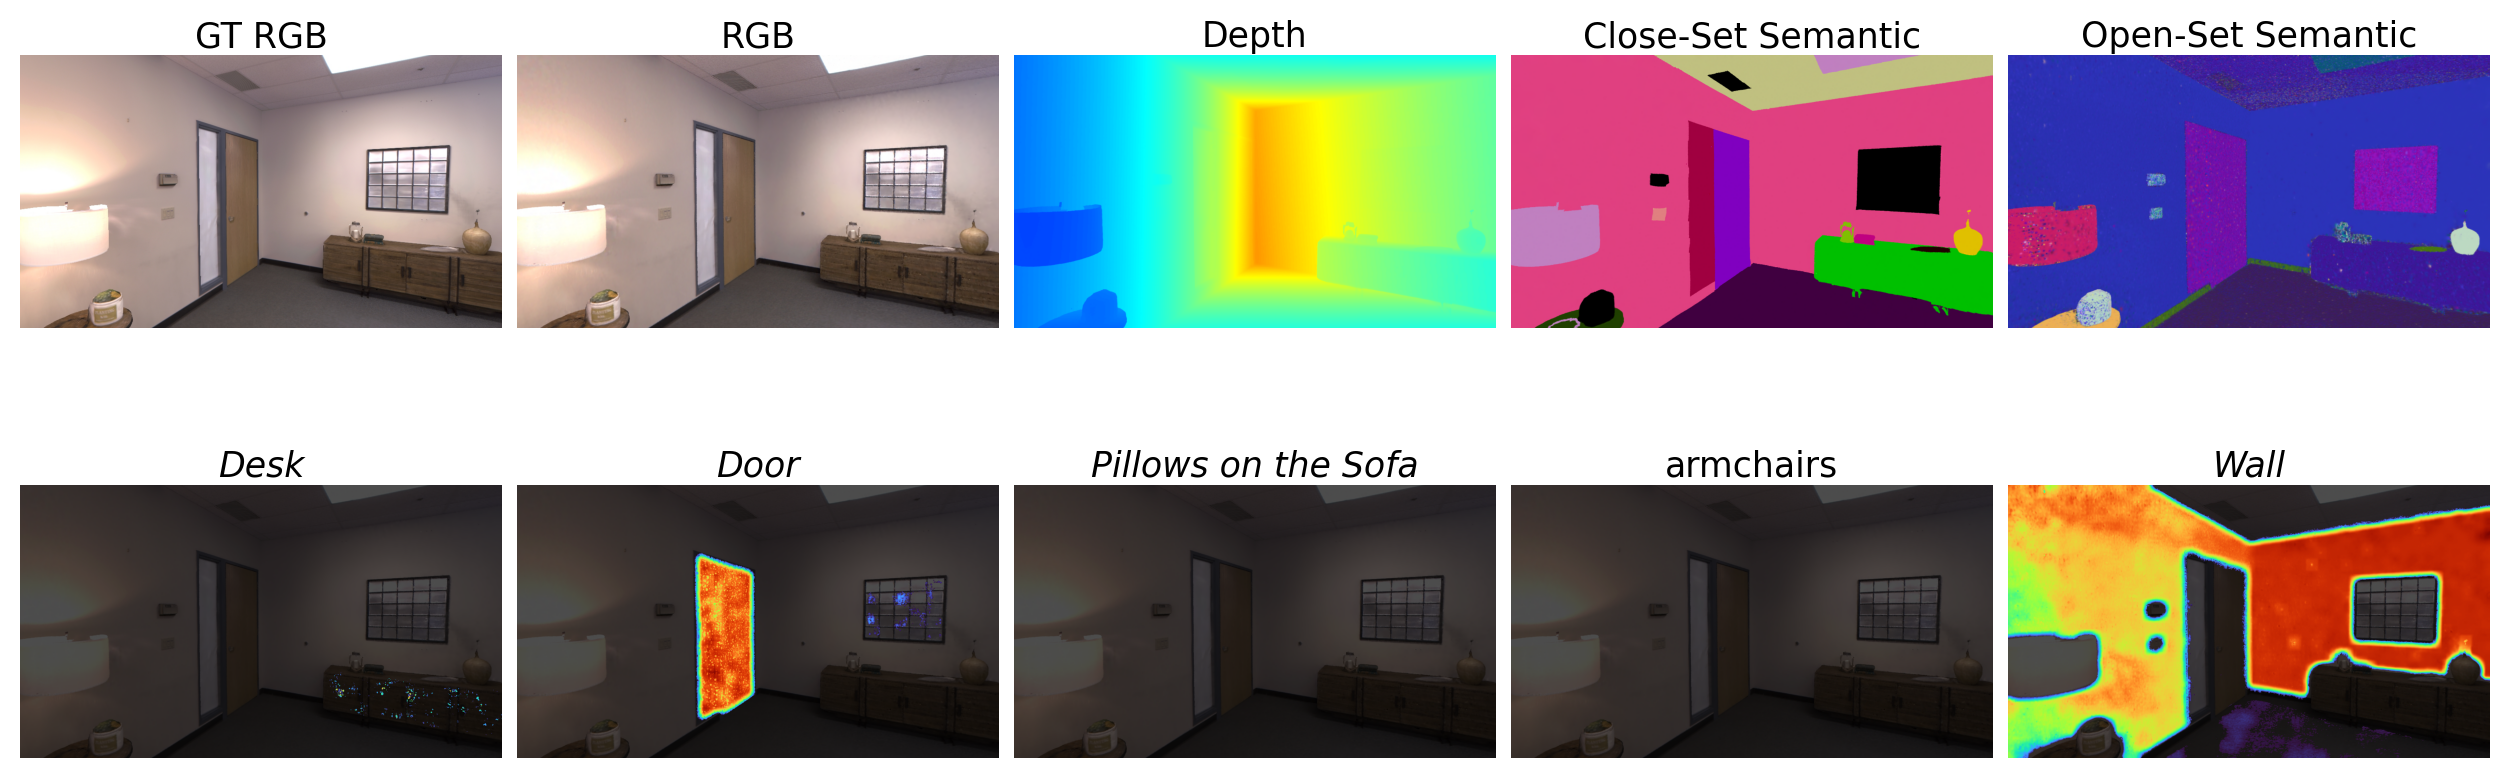 GT RGB
RGB
Depth
Close-Set Semantic
Open-Set Semantic
Desk
Door
Pillows on the Sofa
armchairs
Wall